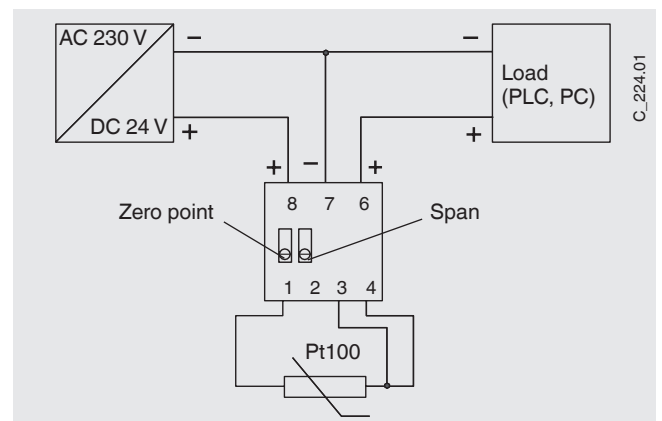 AC 230 V
DC 24 V
–
+
–
+
Load
(PLC, PC)
C_224.01
+
–
+
8 7 6
Zero point
Span
1 2 3 4
Pt100